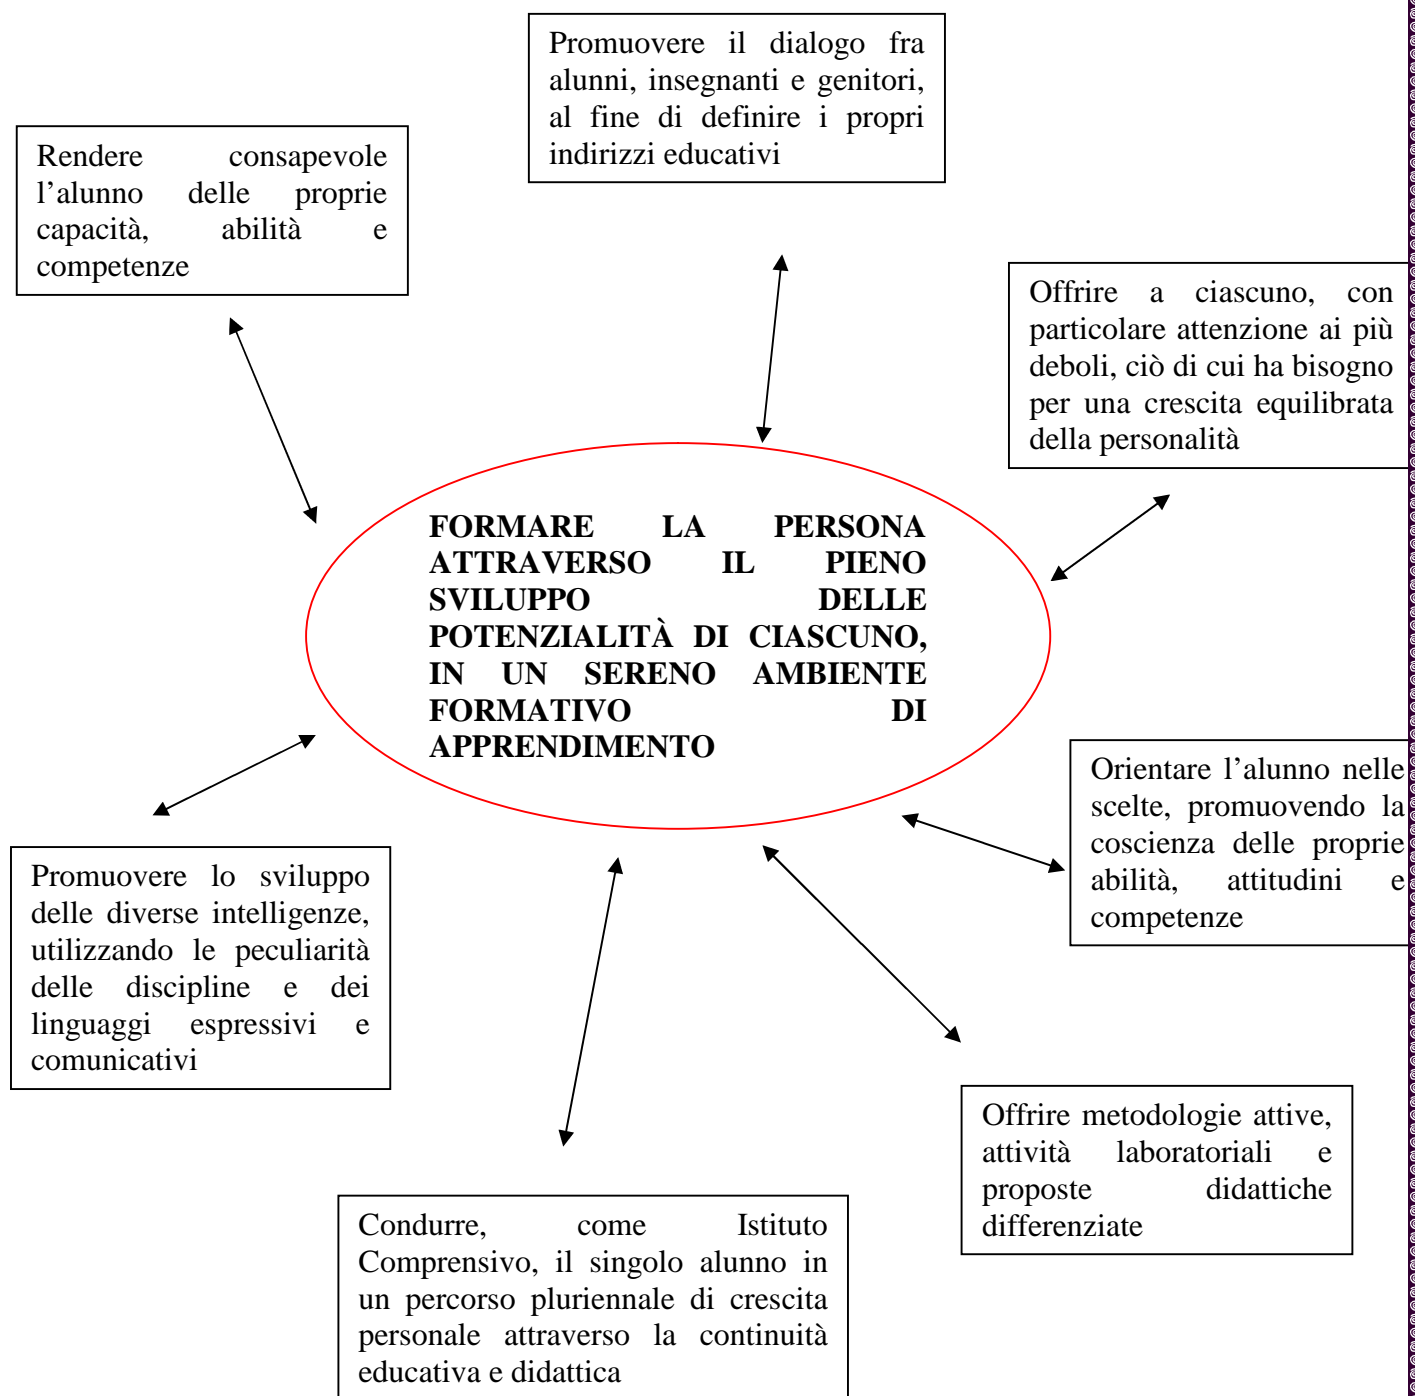 Promuovere il dialogo fra
alunni, insegnanti e genitori,
al fine di definire i propri
indirizzi educativi
Rendere consapevole
l’alunno delle proprie
capacità, abilità e
competenze
Offrire a ciascuno, con
particolare attenzione ai più
deboli, ciò di cui ha bisogno
per una crescita equilibrata
della personalità
FORMARE LA PERSONA
ATTRAVERSO IL PIENO
SVILUPPO DELLE
POTENZIALITÀ DI CIASCUNO,
IN UN SERENO AMBIENTE
FORMATIVO DI
APPRENDIMENTO
Orientare l’alunno nelle
scelte, promuovendo la
coscienza delle proprie
abilità, attitudini e
competenze
Promuovere lo sviluppo
delle diverse intelligenze,
utilizzando le peculiarità
delle discipline e dei
linguaggi espressivi e
comunicativi
Offrire metodologie attive,
attività laboratoriali e
proposte didattiche
differenziate
Condurre, come Istituto
Comprensivo, il singolo alunno in
un percorso pluriennale di crescita
personale attraverso la continuità
educativa e didattica